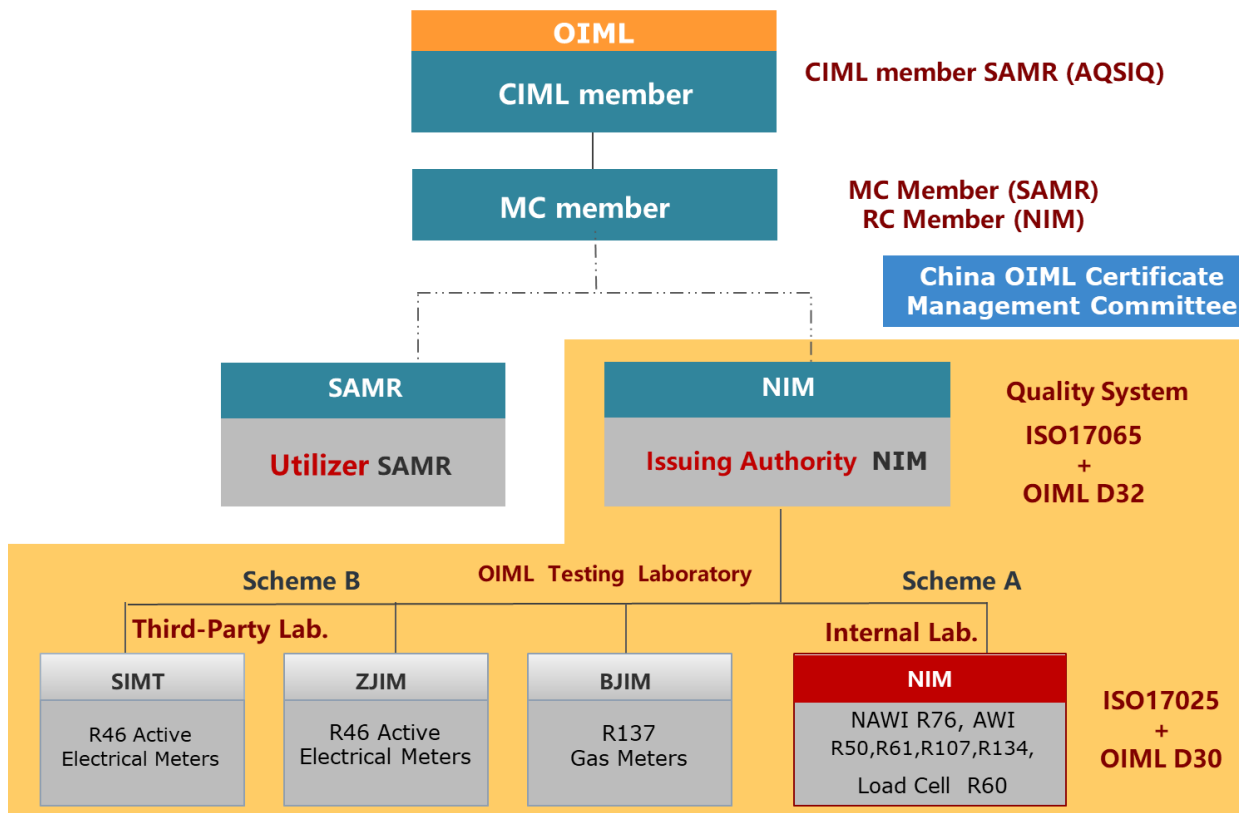 OIML
CIML member
CIML member SAMR (AQSIQ)
MC member
MC Member (SAMR)
RC Member (NIM)
China OIML Certificate
Management Committee
SAMR
Utilizer SAMR
NIM
Issuing Authority NIM
Quality System
ISO17065
+
OIML D32
Scheme B
OIML Testing Laboratory
Scheme A
Third-Party Lab.
Internal Lab.
SIMT
R46 Active
Electrical Meters
ZJIM
R46 Active
Electrical Meters
BJIM
R137
Gas Meters
NIM
NAWI R76, AWI
R50,R61,R107,R134,
Load Cell R60
ISO17025
+
OIML D30